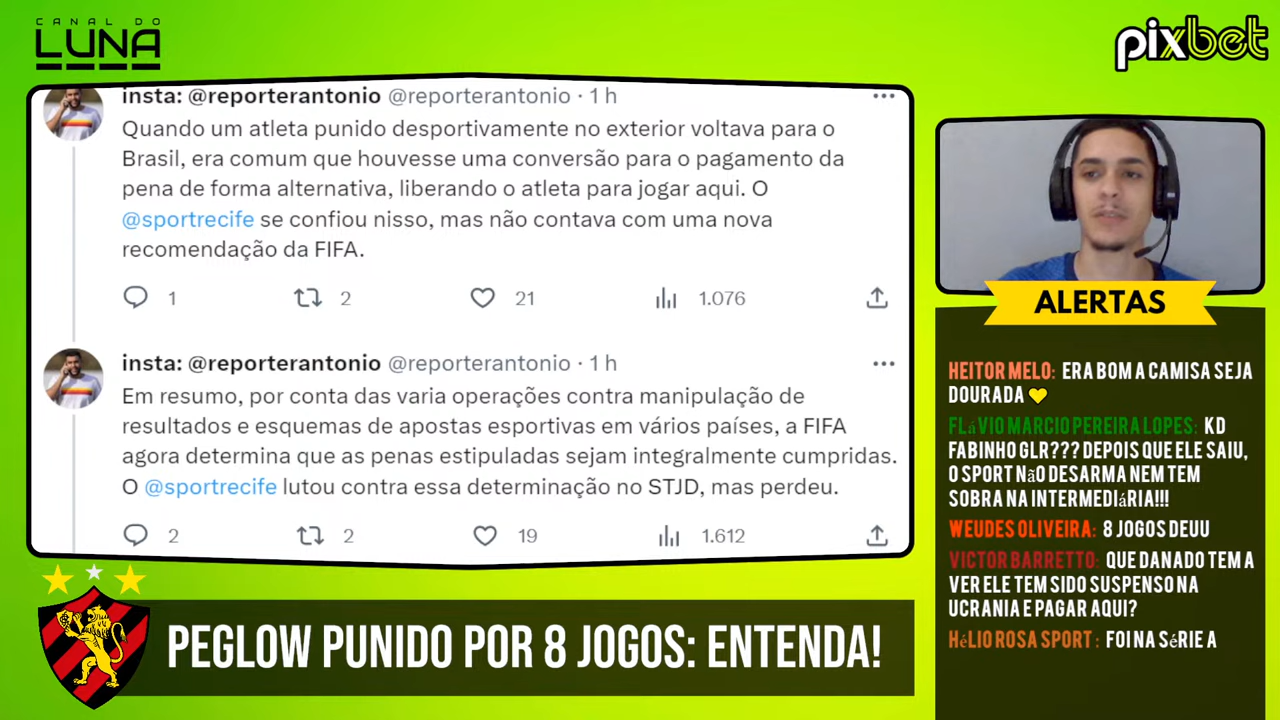 CANAL DO
LUNA
pixbet
insta: @reporterantonio @reporterantonio · 1 h
Quando um atleta punido desportivamente no exterior voltava para o
Brasil, era comum que houvesse uma conversão para o pagamento da
pena de forma alternativa, liberando o atleta para jogar aqui. O
@sportrecife se confiou nisso, mas não contava com uma nova
recomendação da FIFA.
1 2 21 1.076
insta: @reporterantonio @reporterantonio · 1 h
Em resumo, por conta das varia operações contra manipulação de
resultados e esquemas de apostas esportivas em vários países, a FIFA
agora determina que as penas estipuladas sejam integralmente cumpridas.
O @sportrecife lutou contra essa determinação no STJD, mas perdeu.
2 2 19 1.612
ALERTAS
HEITOR MELO: ERA BOM A CAMISA SEJA
DOURADA 💛
FLáVIO MARCIO PEREIRA LOPES: KD
FABINHO GLR??? DEPOIS QUE ELE SAIU,
O SPORT NãO DESARMA NEM TEM
SOBRA NA INTERMEDIáRIA!!!
WEUDES OLIVEIRA: 8 JOGOS DEUU
VICTOR BARRETTO: QUE DANADO TEM A
VER ELE TEM SIDO SUSPENSO NA
UCRANIA E PAGAR AQUI?
HéLIO ROSA SPORT : FOI NA SéRIE A
PEGLOW PUNIDO POR 8 JOGOS: ENTENDA!